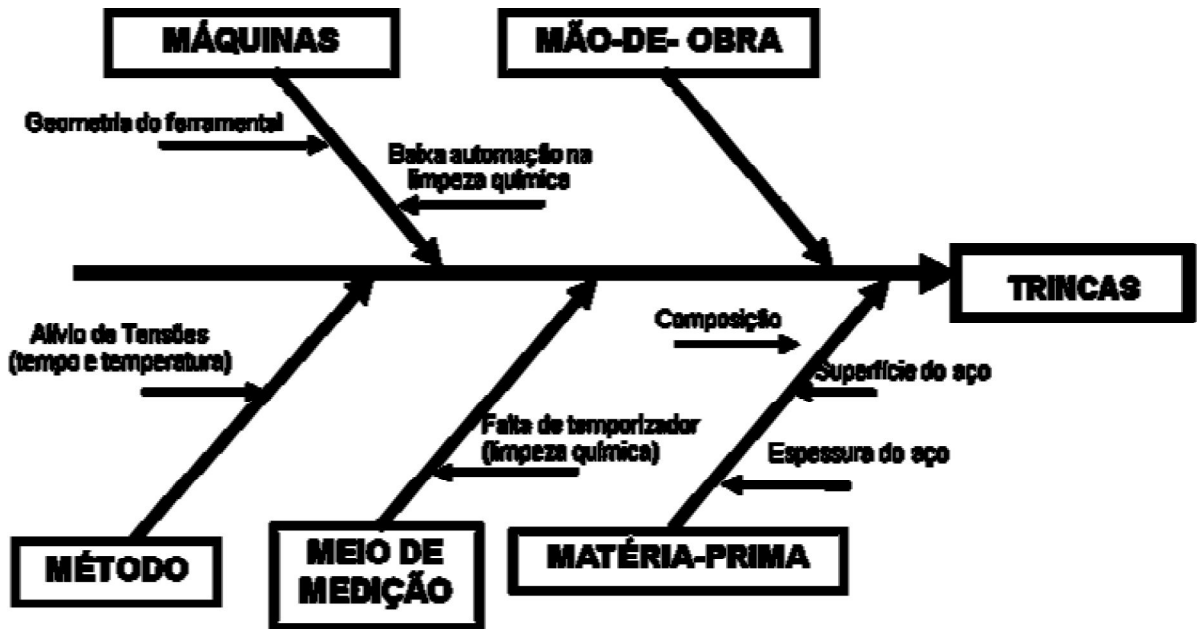 MÁQUINAS
MÃO-DE- OBRA
Geometria do ferramental
Baixa automação na
limpeza química
TRINCAS
Alívio de Tensões
(tempo e temperatura)
Composição
Superfície do aço
Falta de temporizador
(limpeza química)
Espessura do aço
MÉTODO
MEIO DE
MEDIÇÃO
MATÉRIA-PRIMA